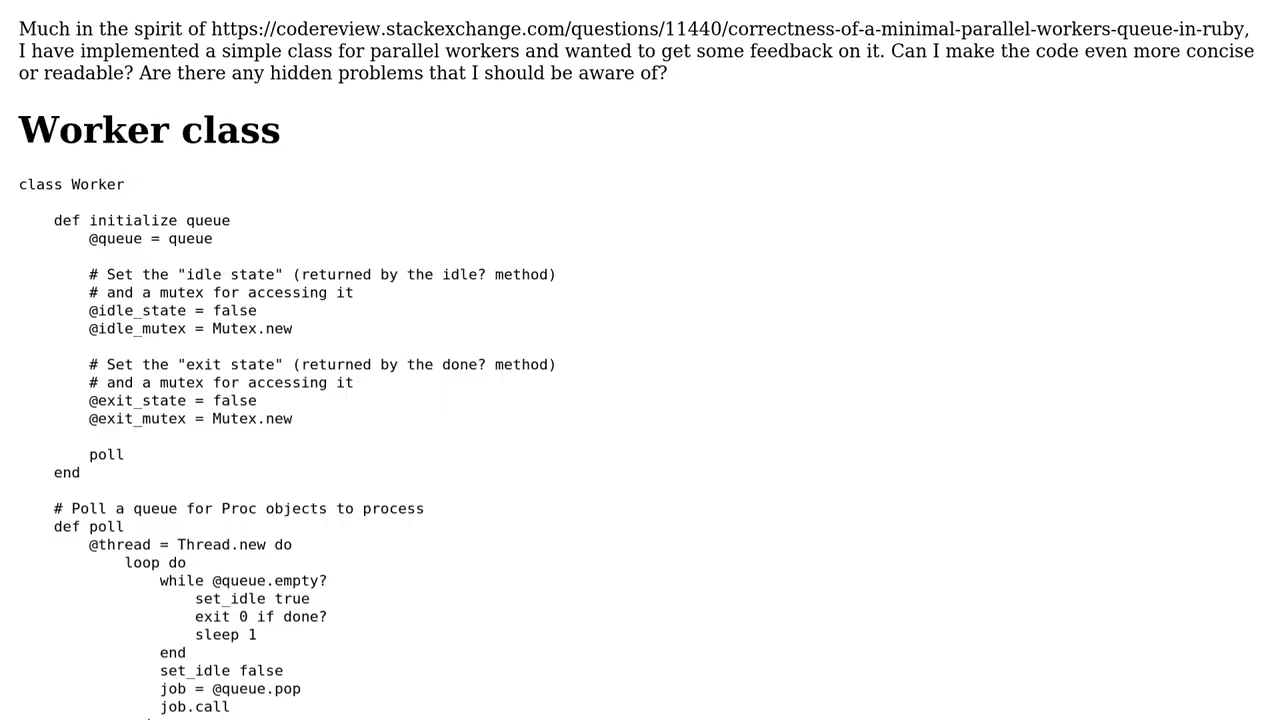 Much in the spirit of https://codereview.stackexchange.com/questions/11440/correctness-of-a-minimal-parallel-workers-queue-in-ruby,
I have implemented a simple class for parallel workers and wanted to get some feedback on it. Can I make the code even more concise
or readable? Are there any hidden problems that I should be aware of?
Worker class
class Worker
def initialize queue
@queue = queue
# Set the "idle state" (returned by the idle? method)
# and a mutex for accessing it
@idle_state = false
@idle_mutex = Mutex.new
# Set the "exit state" (returned by the done? method)
# and a mutex for accessing it
@exit_state = false
@exit_mutex = Mutex.new
poll
end
# Poll a queue for Proc objects to process
def poll
@thread = Thread.new do
loop do
while @queue.empty?
set_idle true
exit 0 if done?
sleep 1
end
set_idle false
job = @queue.pop
job.call